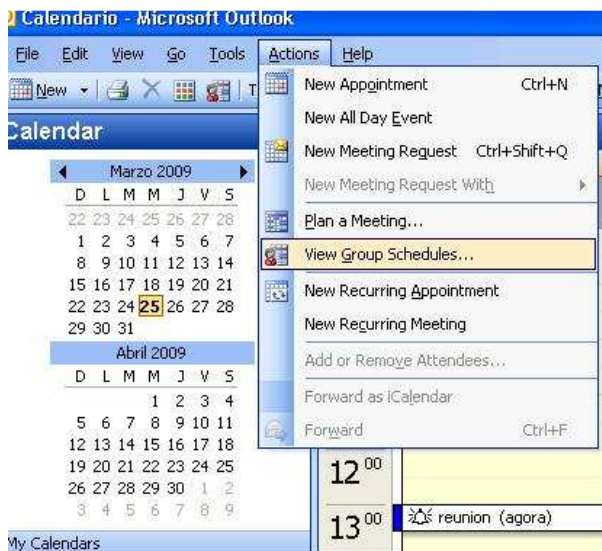 Calendario - Microsoft Outlook
File Edit View Go Tools Actions Help
New
Calendar
New Appointment Ctrl+N
New All Day Event
New Meeting Request Ctrl+Shift+Q
New Meeting Request With
Plan a Meeting...
View Group Schedules...
New Recurring Appointment
New Recurring Meeting
Add or Remove Attendees...
Forward as iCalendar
Forward Ctrl+F
Marzo 2009
D L M M J V S
22 23 24 25 26 27 28
1 2 3 4 5 6 7
8 9 10 11 12 13 14
15 16 17 18 19 20 21
22 23 24 25 26 27 28
29 30 31
Abril 2009
D L M M J V S
1 2 3 4
5 6 7 8 9 10 11
12 13 14 15 16 17 18
19 20 21 22 23 24 25
26 27 28 29 30 1 2
3 4 5 6 7 8 9
My Calendars
12 00
13 00 reunion (agora)